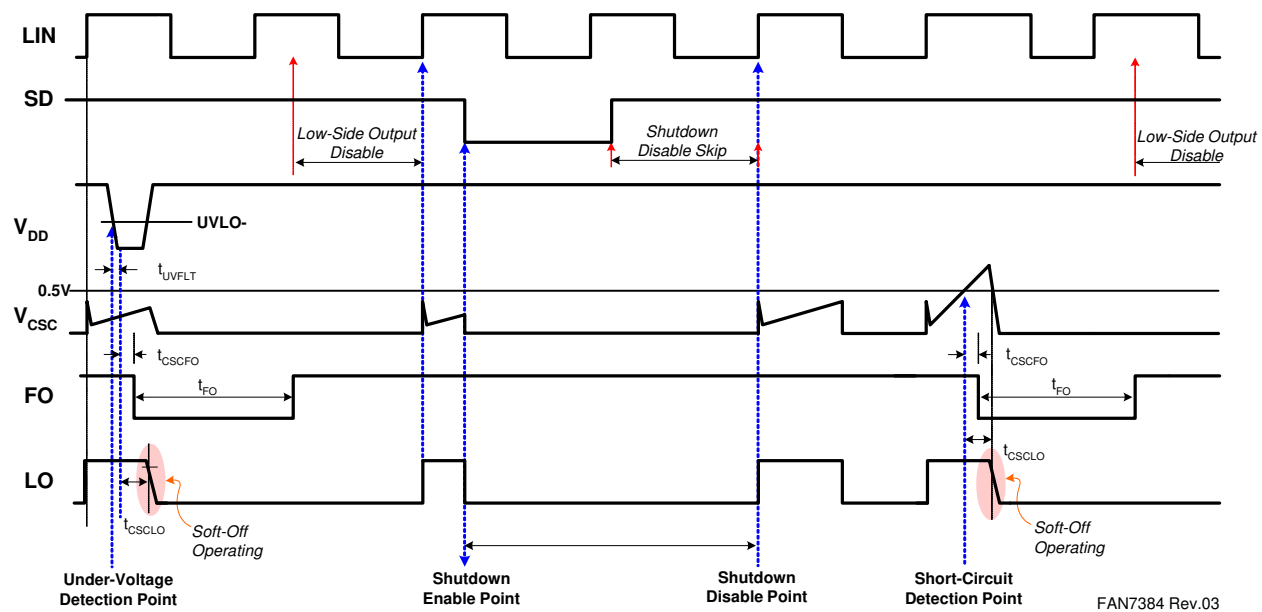 LIN
SD
Low-Side Output
Disable
Shutdown
Disable Skip
Low-Side Output
Disable
VDD
UVLO-
tUVFLT
0.5V
VCSC
tCSCFO
tCSCFO
FO
tFO
tFO
tCSCLO
LO
tCSCLO
Soft-Off
Operating
Soft-Off
Operating
Under-Voltage
Detection Point
Shutdown
Enable Point
Shutdown
Disable Point
Short-Circuit
Detection Point
FAN7384 Rev.03